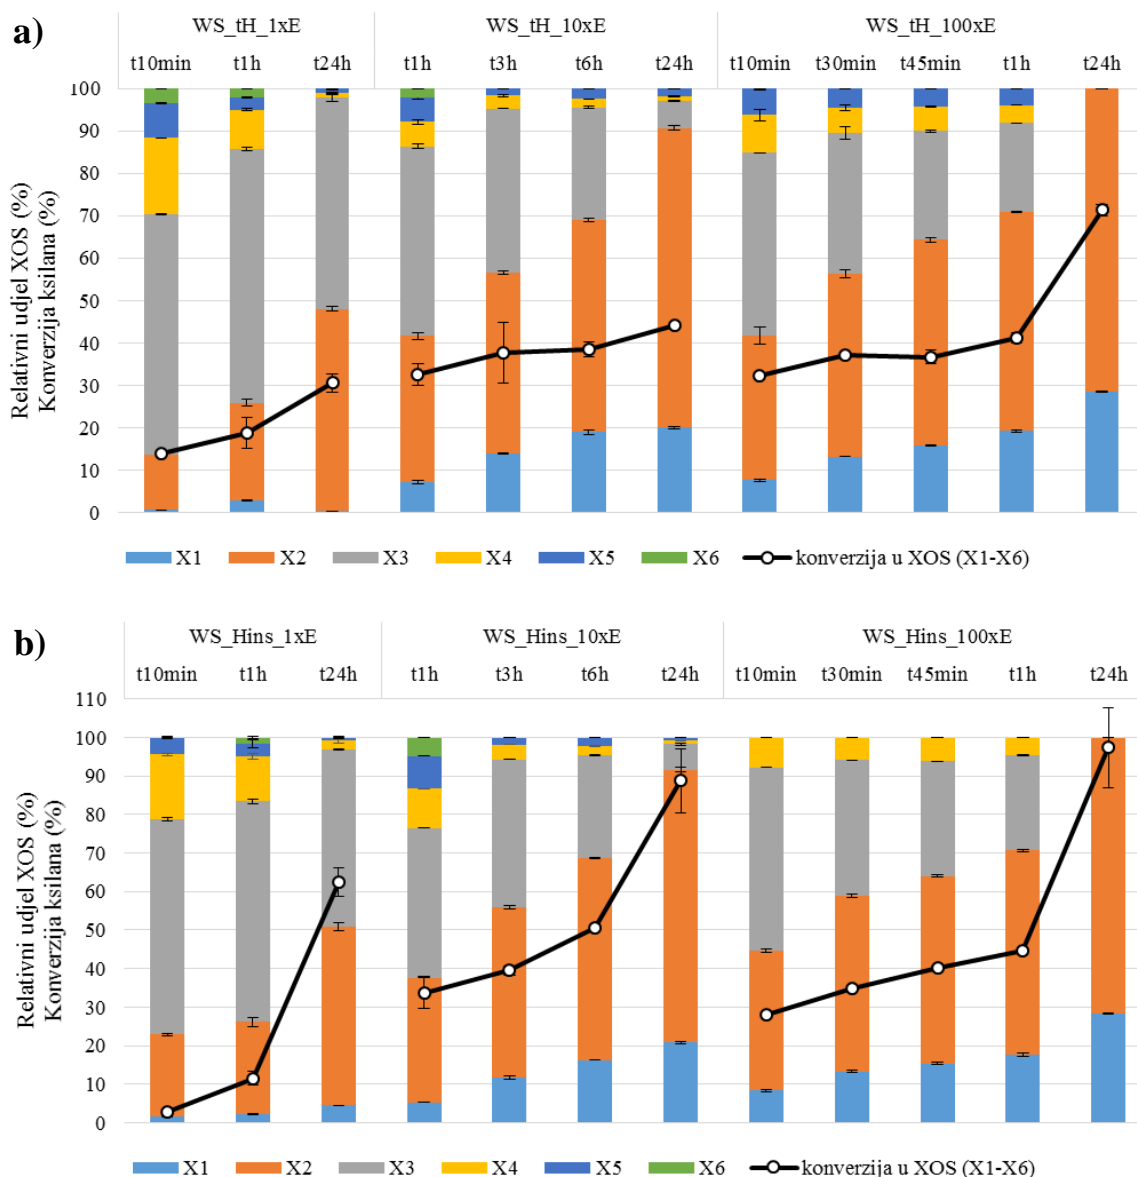 a)
WS_tH_1xE WS_tH_10xE WS_tH_100xE
t10min t1h t24h t1h t3h t6h t24h t10min t30min t45min t1h t24h
Relativni udjel XOS (%)
Konverzija ksilana (%)
100
90
80
70
60
50
40
30
20
10
0
X1 X2 X3 X4 X5 X6 konverzija u XOS (X1-X6)
b)
WS_Hins_1xE WS_Hins_10xE WS_Hins_100xE
t10min t1h t24h t1h t3h t6h t24h t10min t30min t45min t1h t24h
Relativni udjel XOS (%)
Konverzija ksilana (%)
110
100
90
80
70
60
50
40
30
20
10
0
X1 X2 X3 X4 X5 X6 konverzija u XOS (X1-X6)